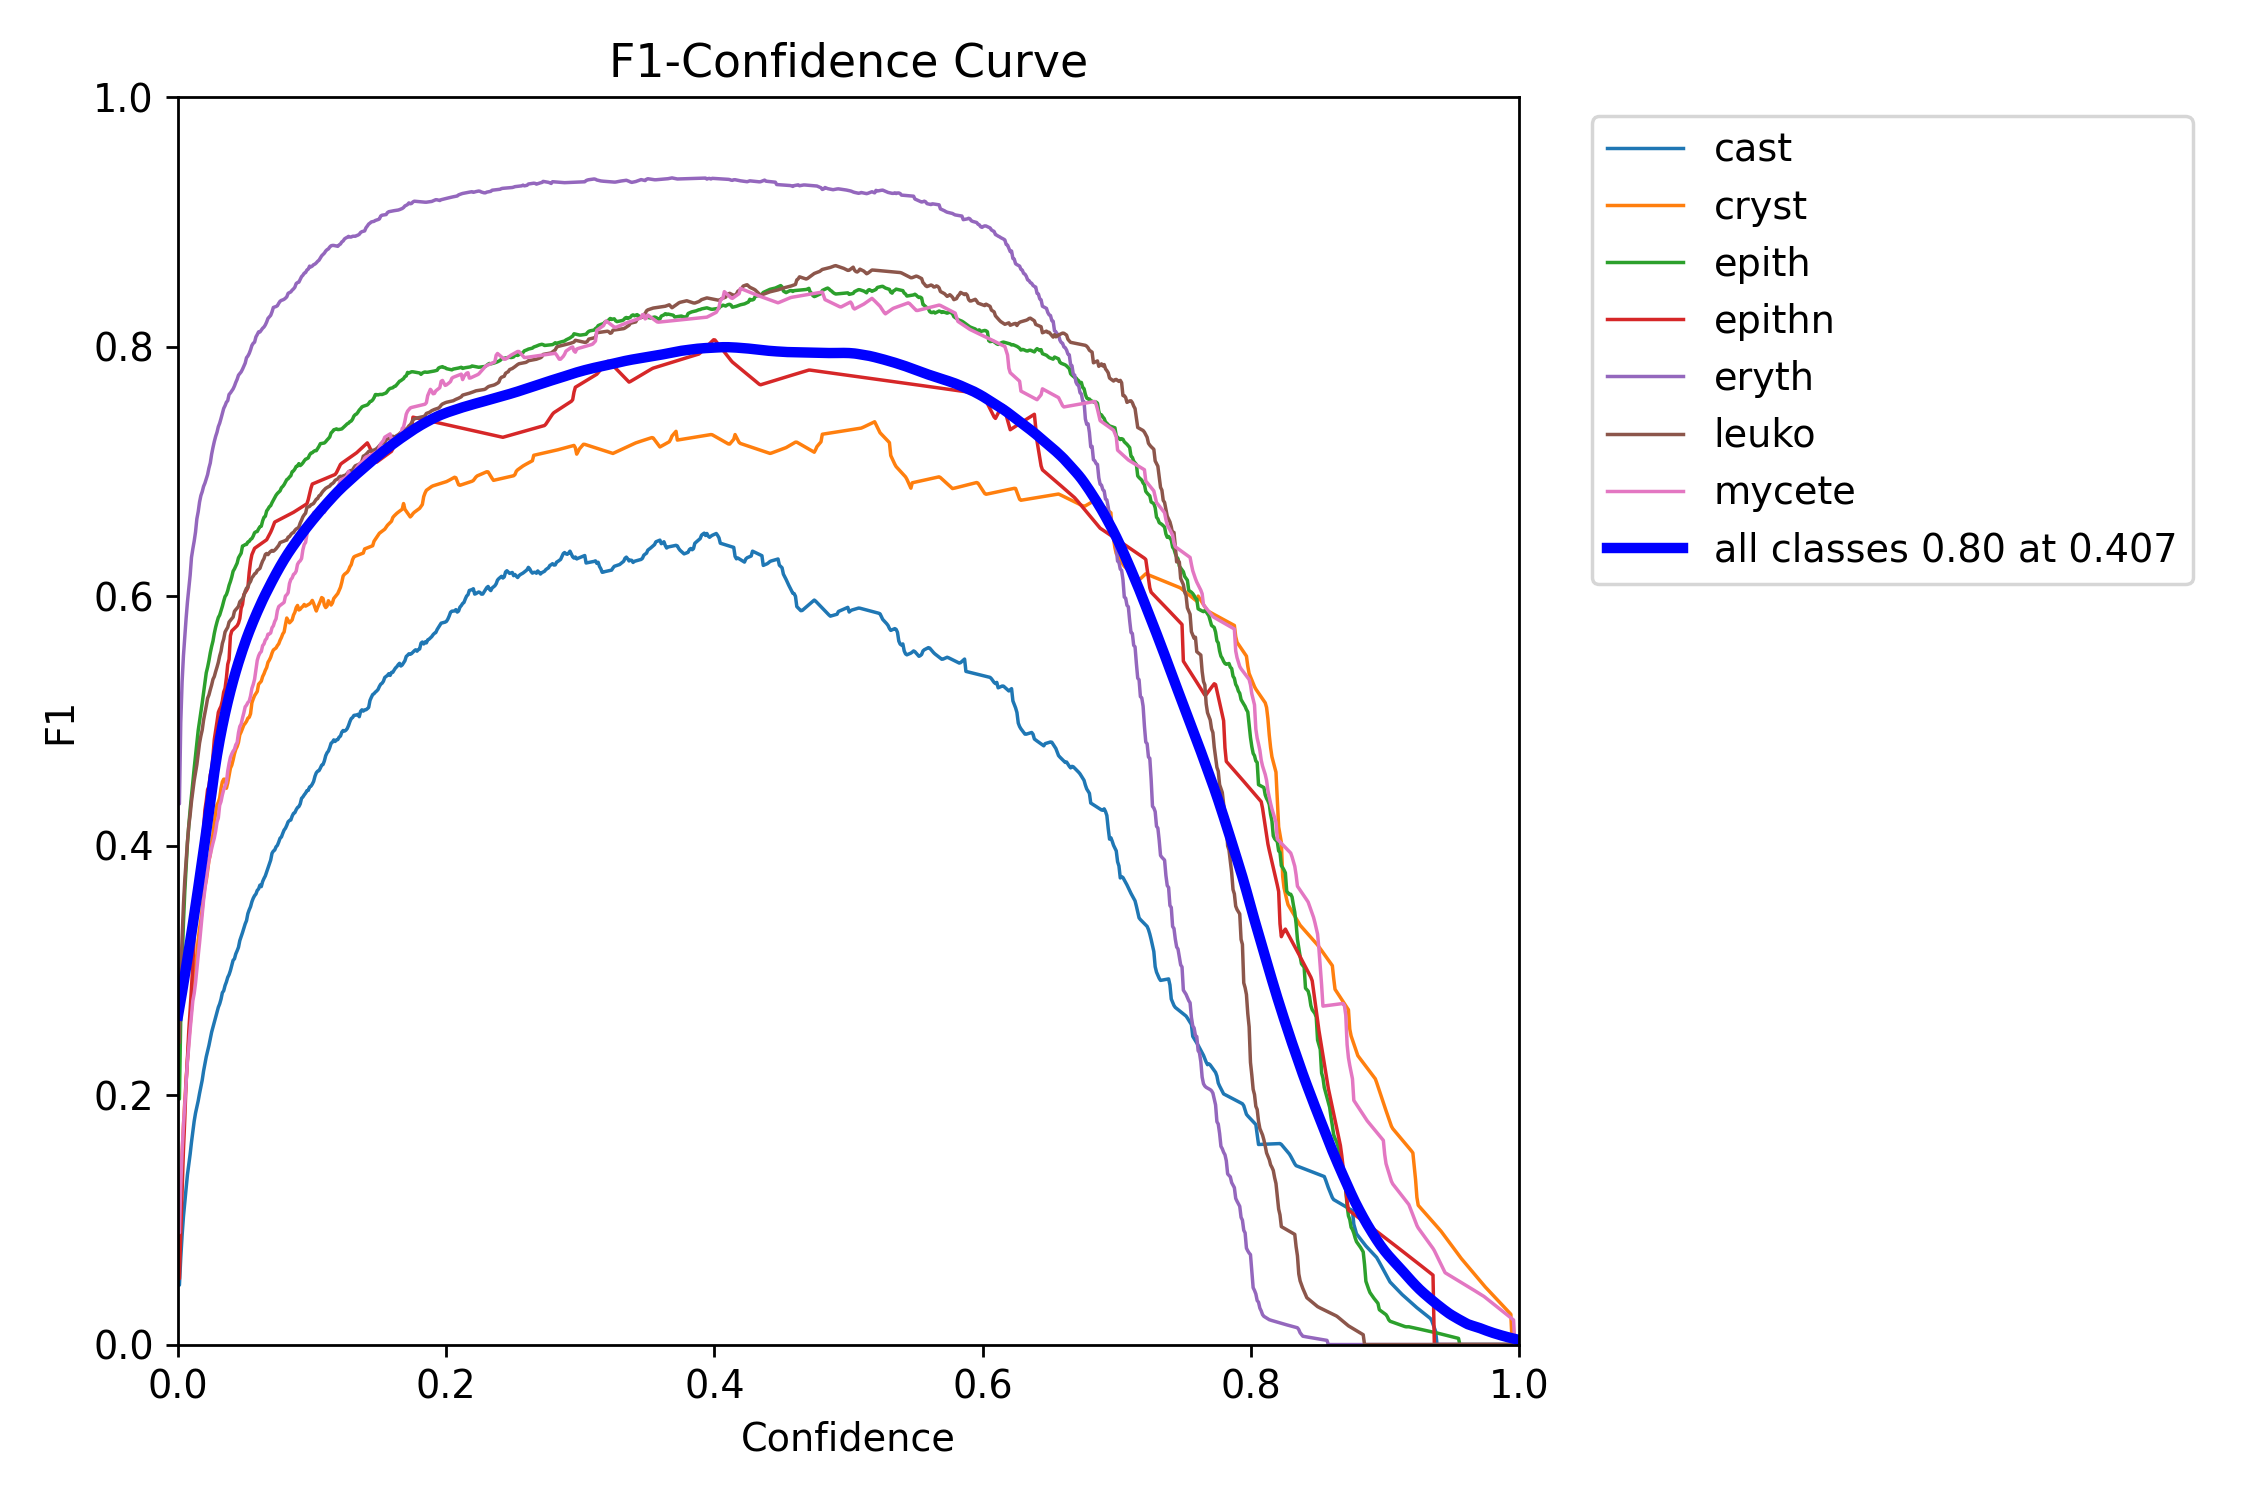 F1-Confidence Curve
1.0
0.8
0.6
0.4
0.2
0.0
F1
0.0 0.2 0.4 0.6 0.8 1.0
Confidence
cast
cryst
epith
epithn
eryth
leuko
mycete
all classes 0.80 at 0.407